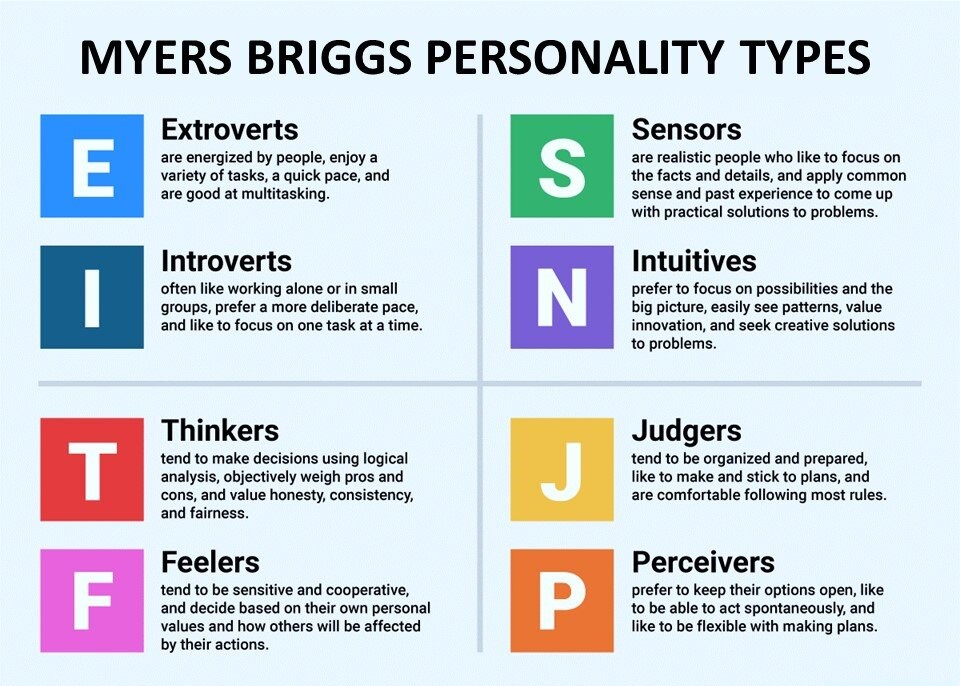 MYERS BRIGGS PERSONALITY TYPES
E
Extroverts
are energized by people, enjoy a
variety of tasks, a quick pace, and
are good at multitasking.
I
Introverts
often like working alone or in small
groups, prefer a more deliberate pace,
and like to focus on one task at a time.
S
Sensors
are realistic people who like to focus on
the facts and details, and apply common
sense and past experience to come up
with practical solutions to problems.
N
Intuitives
prefer to focus on possibilities and the
big picture, easily see patterns, value
innovation, and seek creative solutions
to problems.
T
Thinkers
tend to make decisions using logical
analysis, objectively weigh pros and
cons, and value honesty, consistency,
and fairness.
F
Feelers
tend to be sensitive and cooperative,
and decide based on their own personal
values and how others will be affected
by their actions.
J
Judgers
tend to be organized and prepared,
like to make and stick to plans, and
are comfortable following most rules.
P
Perceivers
prefer to keep their options open, like
to be able to act spontaneously, and
like to be flexible with making plans.